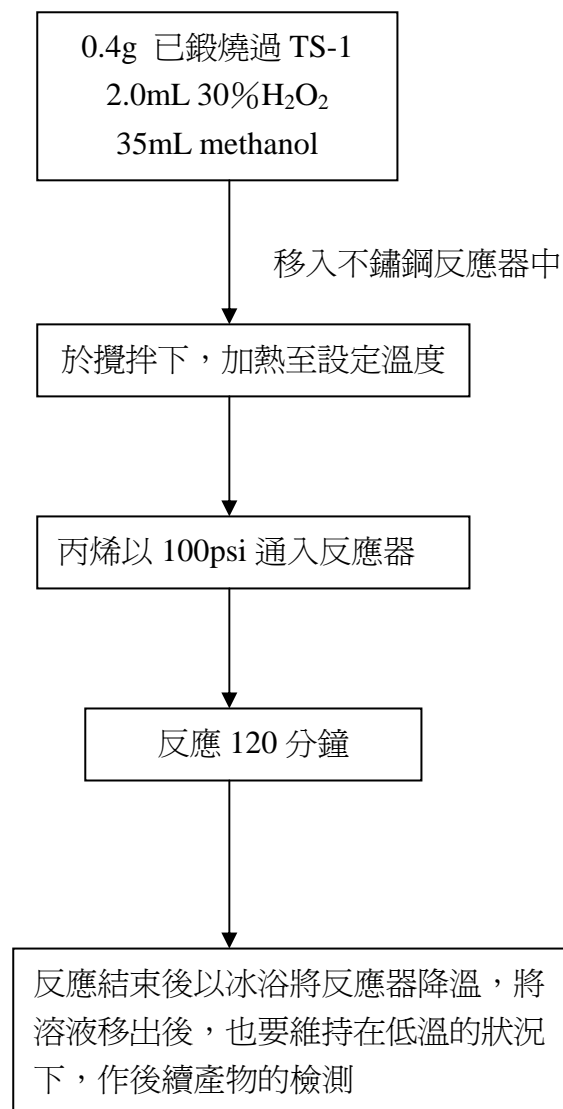 0.4g 已鍛燒過 TS-1
2.0mL 30%H₂O₂
35mL methanol
移入不鏽鋼反應器中
於攪拌下，加熱至設定溫度
丙烯以 100psi 通入反應器
反應 120 分鐘
反應結束後以冰浴將反應器降溫，將
溶液移出後，也要維持在低溫的狀況
下，作後續產物的檢測